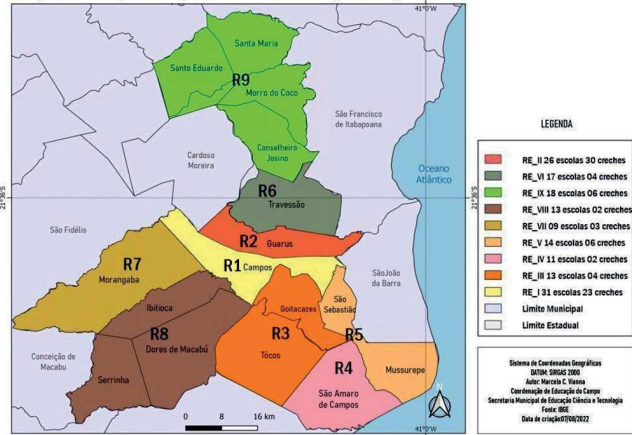 41°0'W
Santa Maria
Santo Eduardo
R9
Morro do Coco
São Francisco
de Itabapoana
Conselheiro
Josino
Cardoso
Moreira
Oceano
Atlântico
21°36'S
21°36'S
R6
Travessão
São Fidélis
R2
Guarus
R1
Campos
R7
Morangaba
SãoJoão
da Barra
Ibitioca
Goitacazes
São
Sebastião
R8
R3
R5
Dores de Macabú
Tócos
Conceição de
Macabu
R4
Mussurepe
Serrinha
São Amaro
de Campos
N
0 8 16 km
41°0'W
LEGENDA
RE_II 26 escolas 30 creches
RE_VI 17 escolas 04 creches
RE_IX 18 escolas 06 creches
RE_VIII 13 escolas 02 creches
RE_VII 09 escolas 03 creches
RE_V 14 escolas 06 creches
RE_IV 11 escolas 02 creches
RE_III 13 escolas 04 creches
RE_I 31 escolas 23 creches
Limite Municipal
Limite Estadual
Sistema de Coordenadas Geográficas
DATUM: SIRGAS 2000
Autor: Marcelo C. Vianna
Coordenação de Educação do Campo
Secretaria Municipal de Educação Ciência e Tecnologia
Fonte: IBGE
Data de criação:07/08/2022